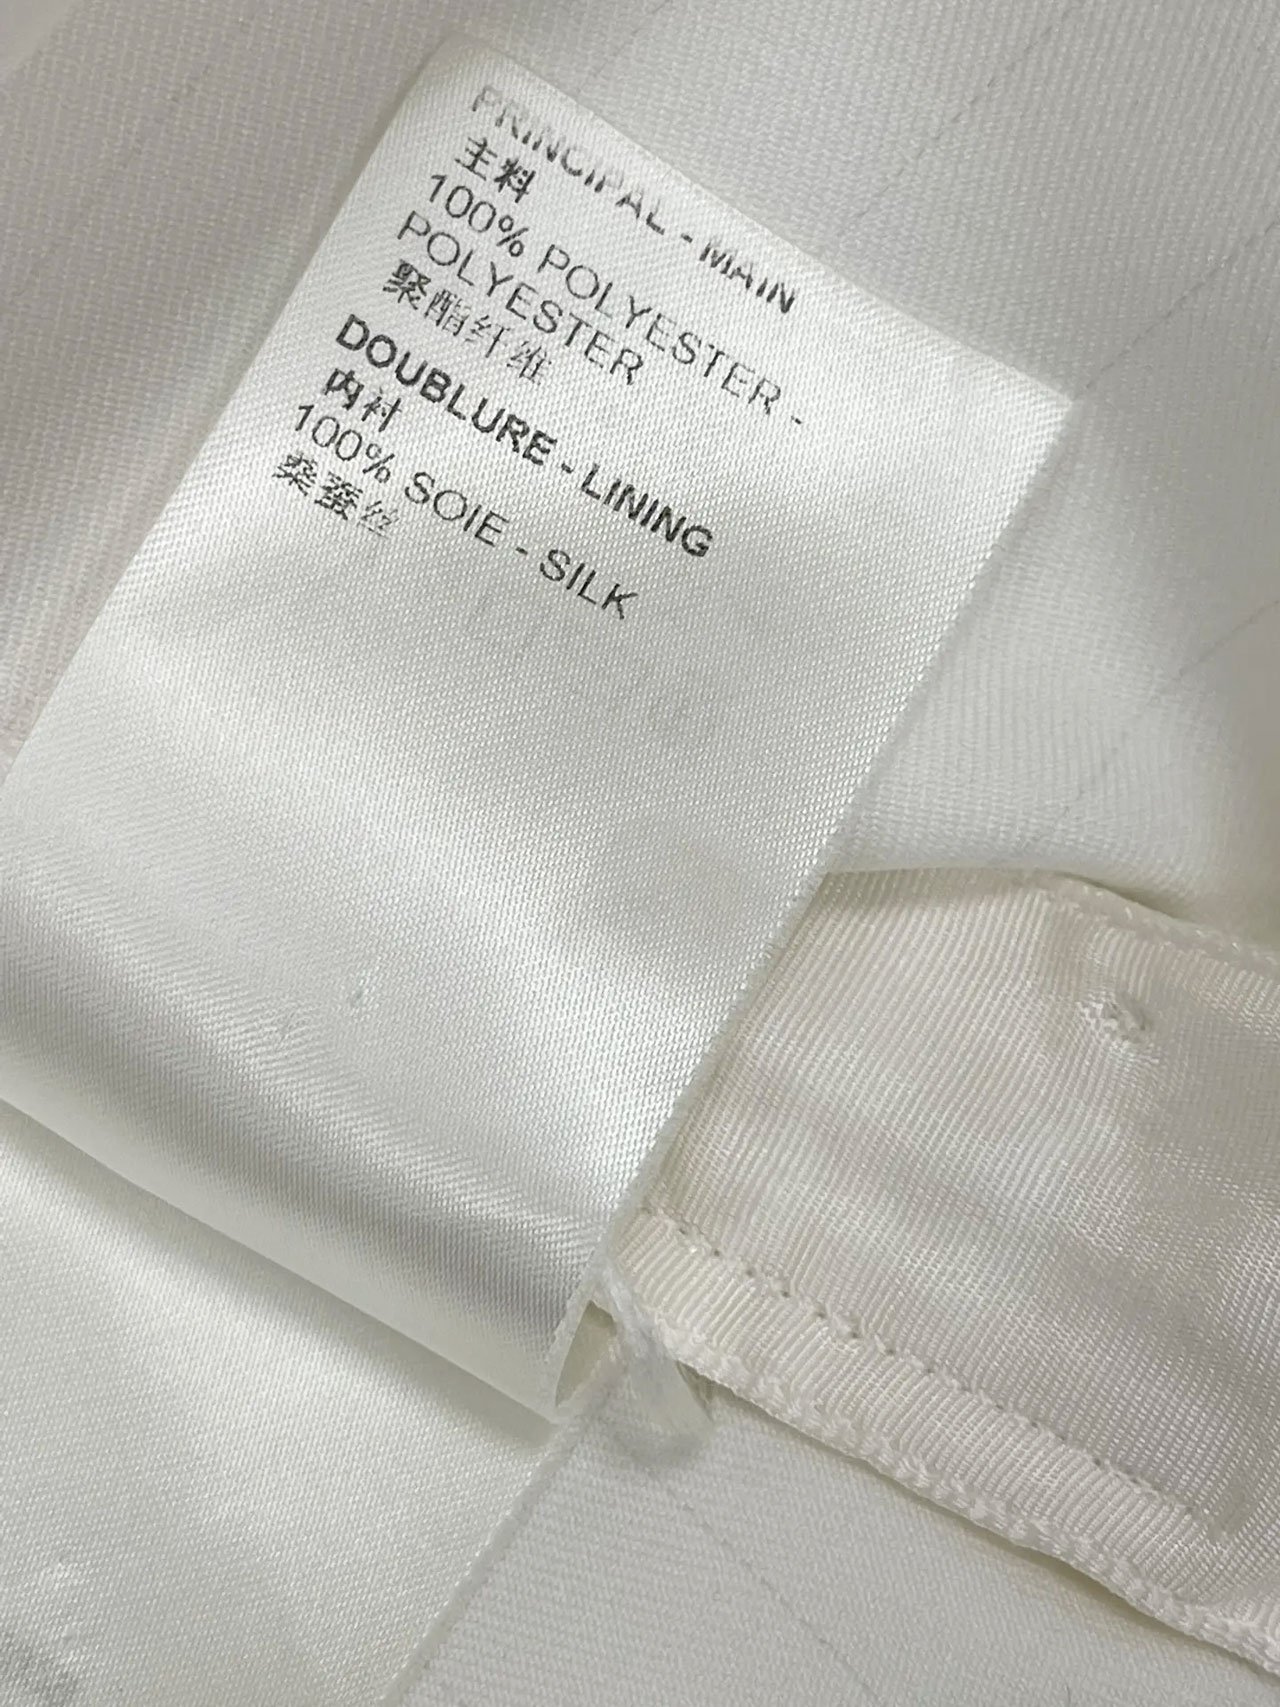 PRINCIPAL - MAIN
主料
100% POLYESTER -
POLYESTER
聚酯纤维
DOUBLURE - LINING
内衬
100% SOIE - SILK
桑蚕丝